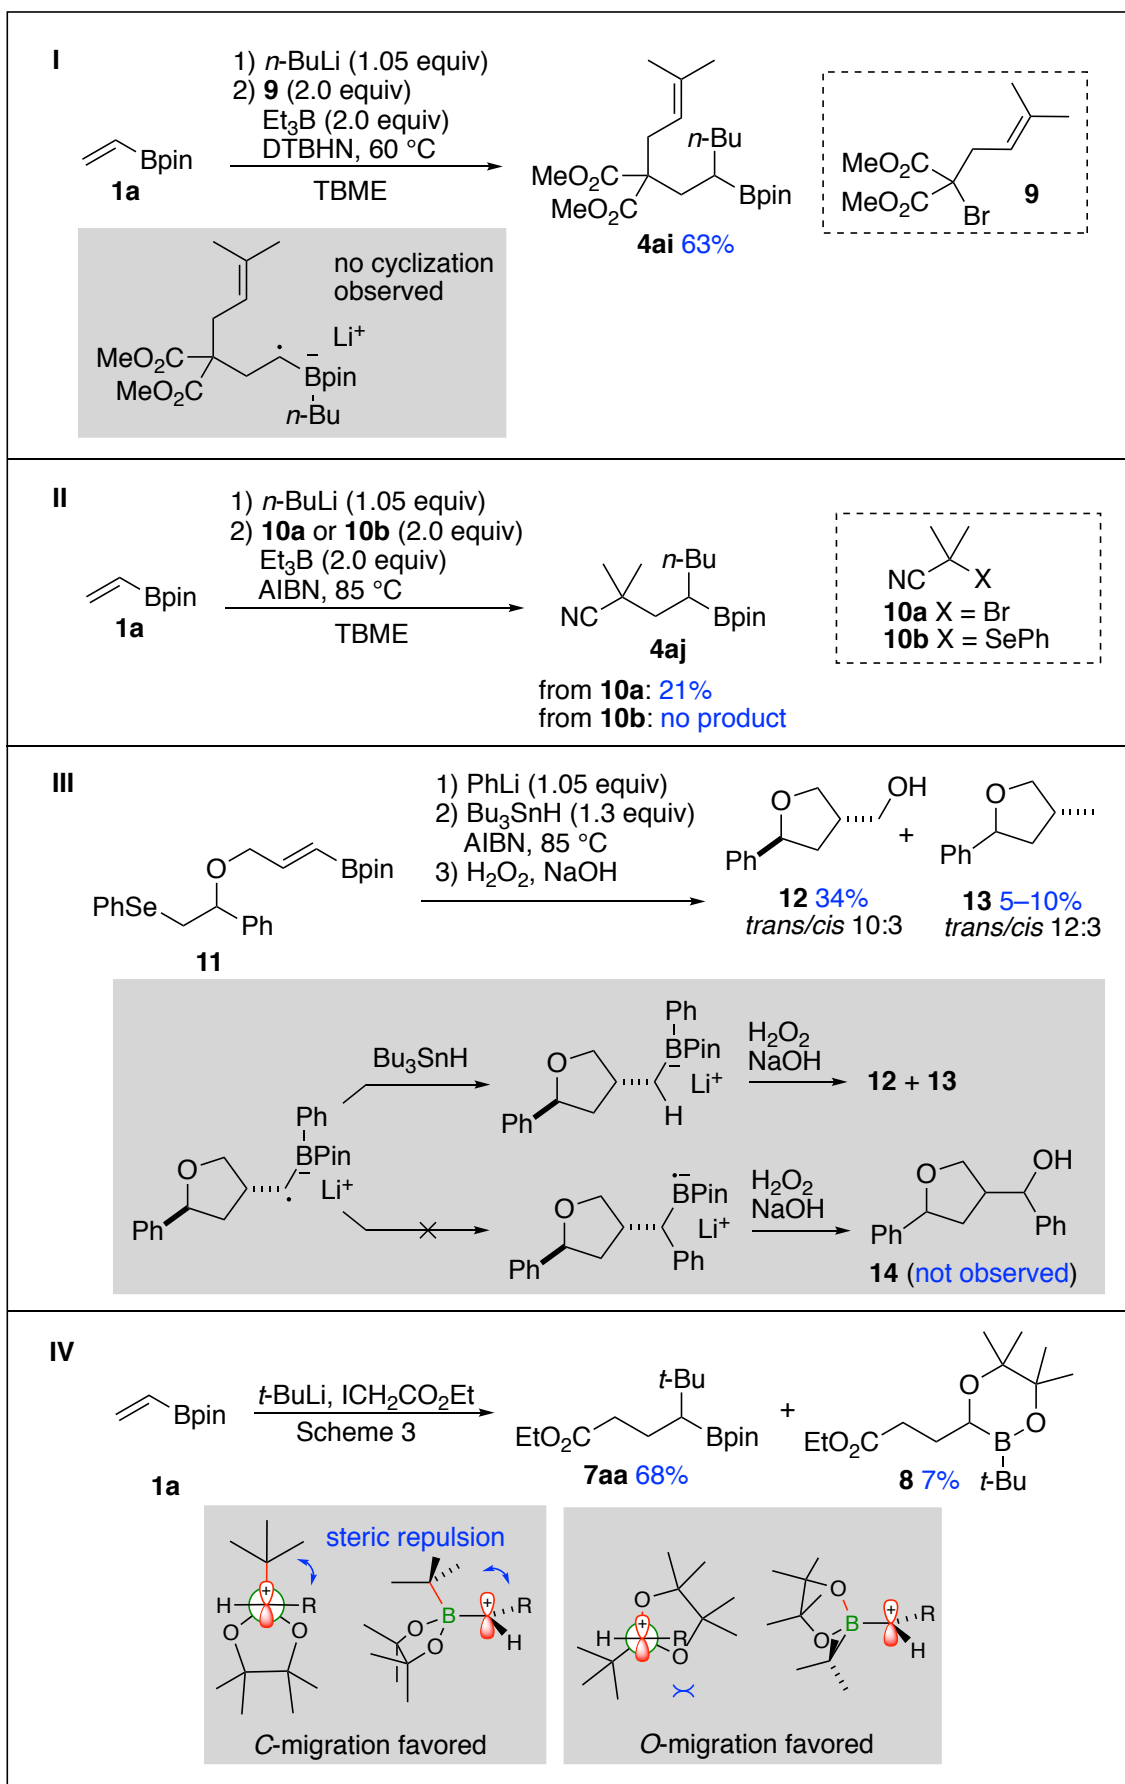 I
1) n-BuLi (1.05 equiv)
2) 9 (2.0 equiv)
Et3B (2.0 equiv)
DTBHN, 60 °C
TBME
Bpin
1a
n-Bu
MeO2C
MeO2C
Bpin
4ai 63%
MeO2C
MeO2C
Br
9
no cyclization
observed
Li+
MeO2C
MeO2C
•
–
Bpin
n-Bu
II
1) n-BuLi (1.05 equiv)
2) 10a or 10b (2.0 equiv)
Et3B (2.0 equiv)
AIBN, 85 °C
TBME
Bpin
1a
n-Bu
NC
Bpin
4aj
from 10a: 21%
from 10b: no product
NC
X
10a X = Br
10b X = SePh
III
1) PhLi (1.05 equiv)
2) Bu3SnH (1.3 equiv)
AIBN, 85 °C
3) H2O2, NaOH
O
Bpin
PhSe
Ph
11
O
OH
Ph
12 34%
trans/cis 10:3
+
O
Ph
13 5–10%
trans/cis 12:3
Ph
BPin
–
Li+
O
•
Ph
Bu3SnH
Ph
BPin
–
Li+
O
H
Ph
H2O2
NaOH
12 + 13
•–
BPin
Li+
O
Ph
Ph
H2O2
NaOH
OH
O
Ph
Ph
14 (not observed)
IV
Bpin
1a
t-BuLi, ICH2CO2Et
Scheme 3
t-Bu
EtO2C
Bpin
7aa 68%
+
O
O
EtO2C
B
t-Bu
8 7%
steric repulsion
+
H
R
O
O
B
+
R
O
O
H
C-migration favored
O
+
H
R
O
O
B
+
R
O
H
O-migration favored